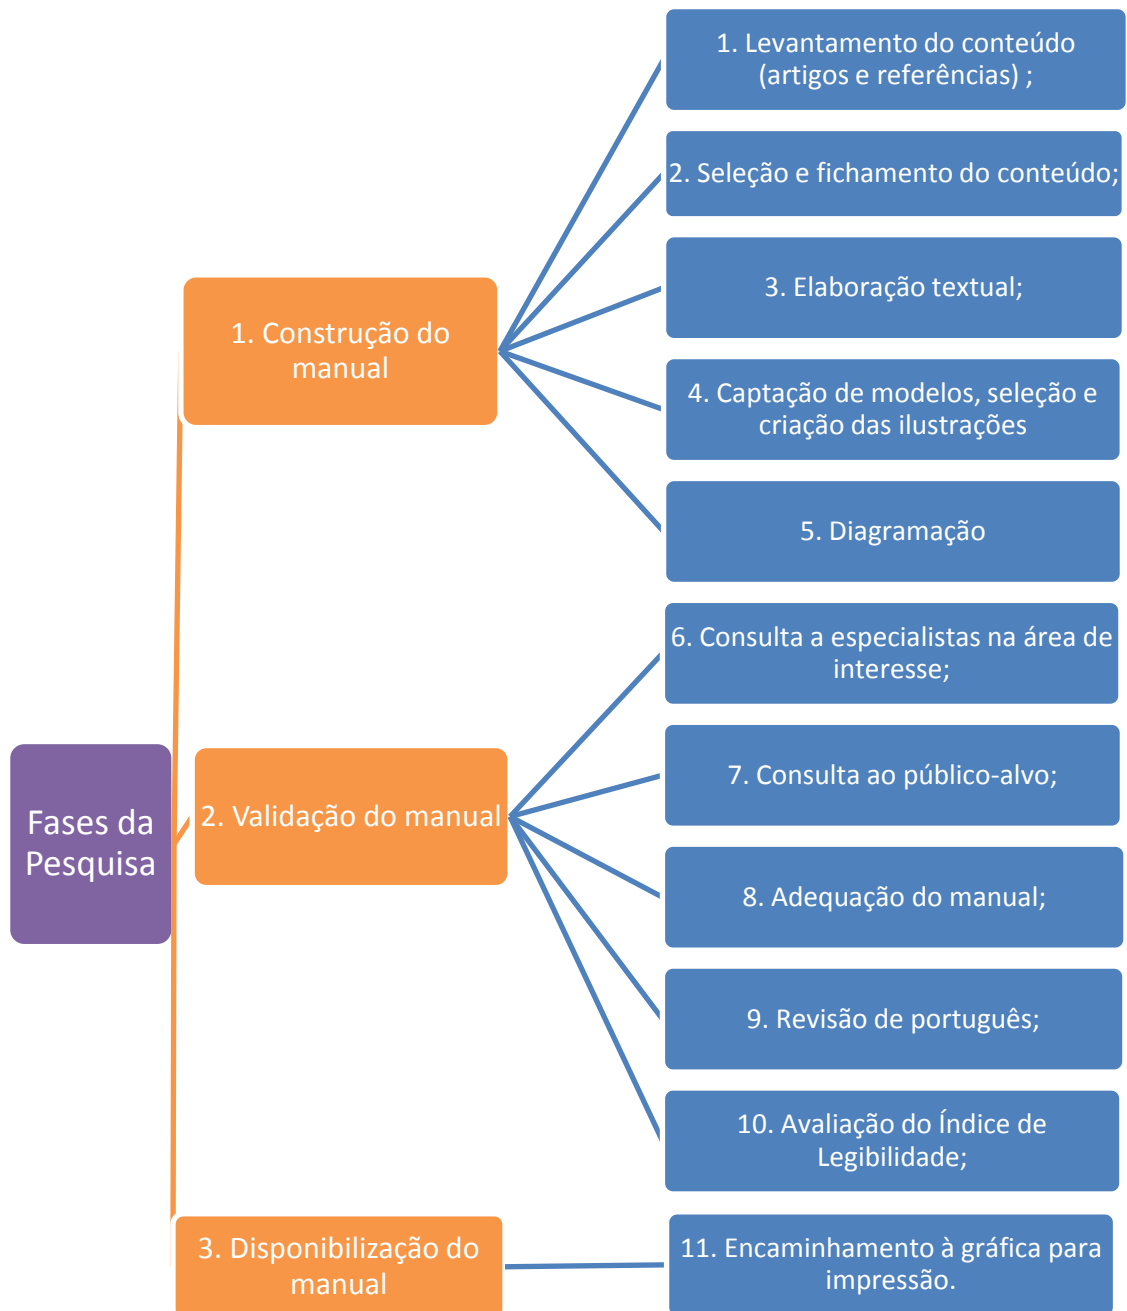 Fases da
Pesquisa
1. Construção do
manual
1. Levantamento do conteúdo
(artigos e referências) ;
2. Seleção e fichamento do conteúdo;
3. Elaboração textual;
4. Captação de modelos, seleção e
criação das ilustrações
5. Diagramação
2. Validação do manual
6. Consulta a especialistas na área de
interesse;
7. Consulta ao público-alvo;
8. Adequação do manual;
9. Revisão de português;
10. Avaliação do Índice de
Legibilidade;
3. Disponibilização do
manual
11. Encaminhamento à gráfica para
impressão.